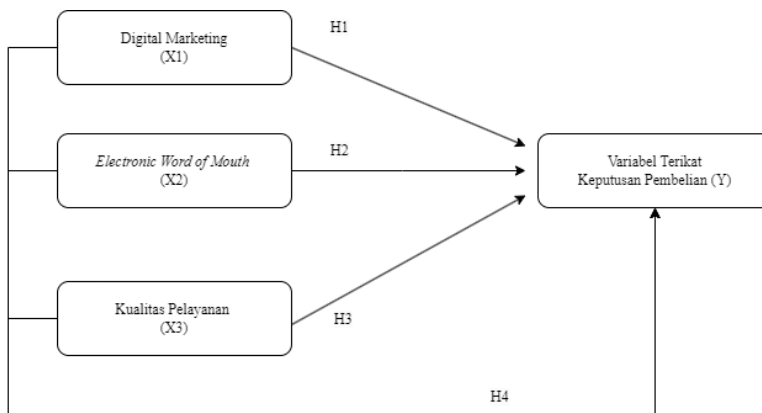 H1
Digital Marketing
(X1)
H2
Electronic Word of Mouth
(X2)
Variabel Terikat
Keputusan Pembelian (Y)
Kualitas Pelayanan
(X3)
H3
H4